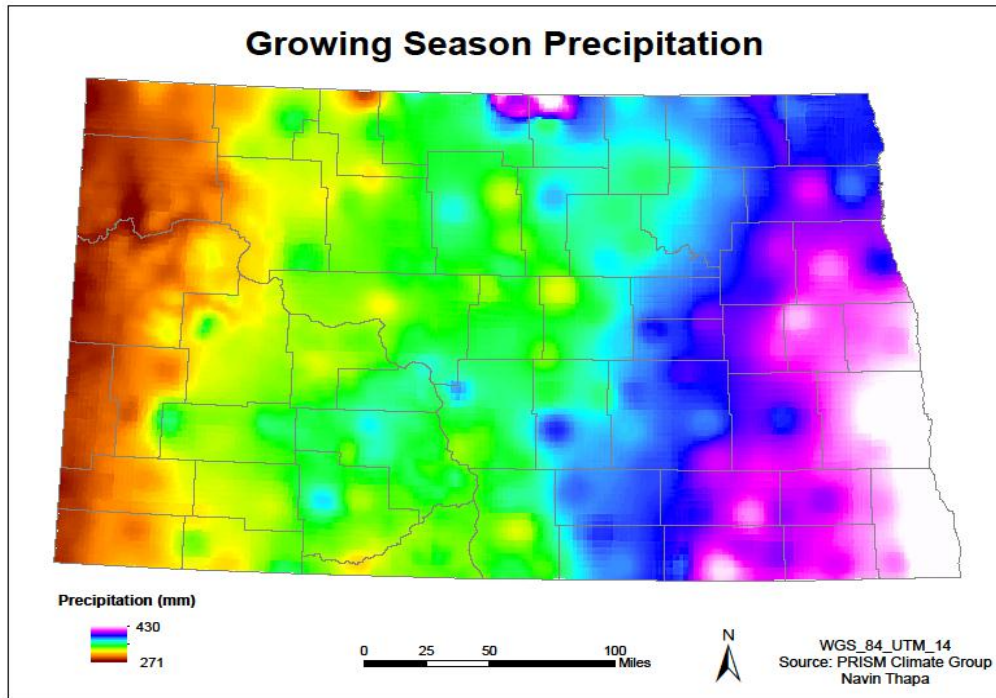 Growing Season Precipitation
Precipitation (mm)
430
271
0 25 50 100
Miles
N
WGS_84_UTM_14
Source: PRISM Climate Group
Navin Thapa